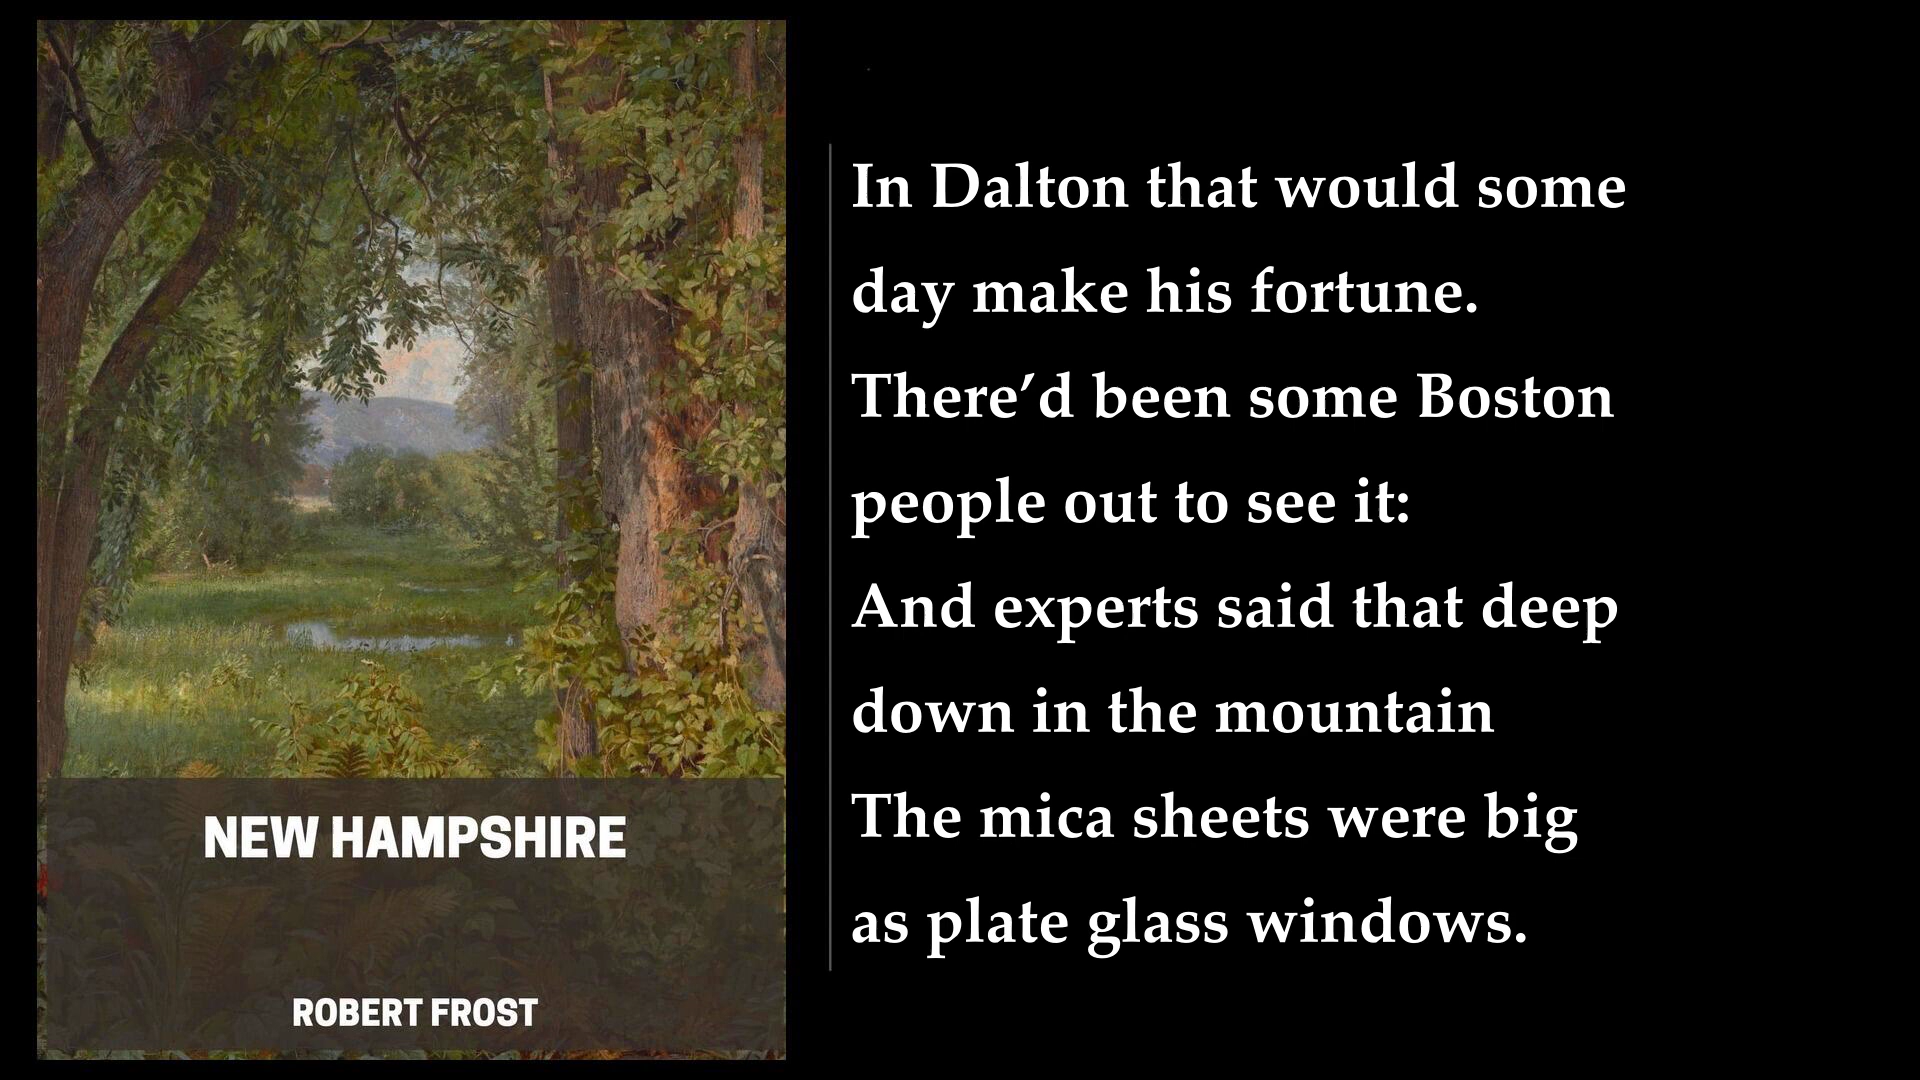 NEW HAMPSHIRE
ROBERT FROST
In Dalton that would some
day make his fortune.
There’d been some Boston
people out to see it:
And experts said that deep
down in the mountain
The mica sheets were big
as plate glass windows.